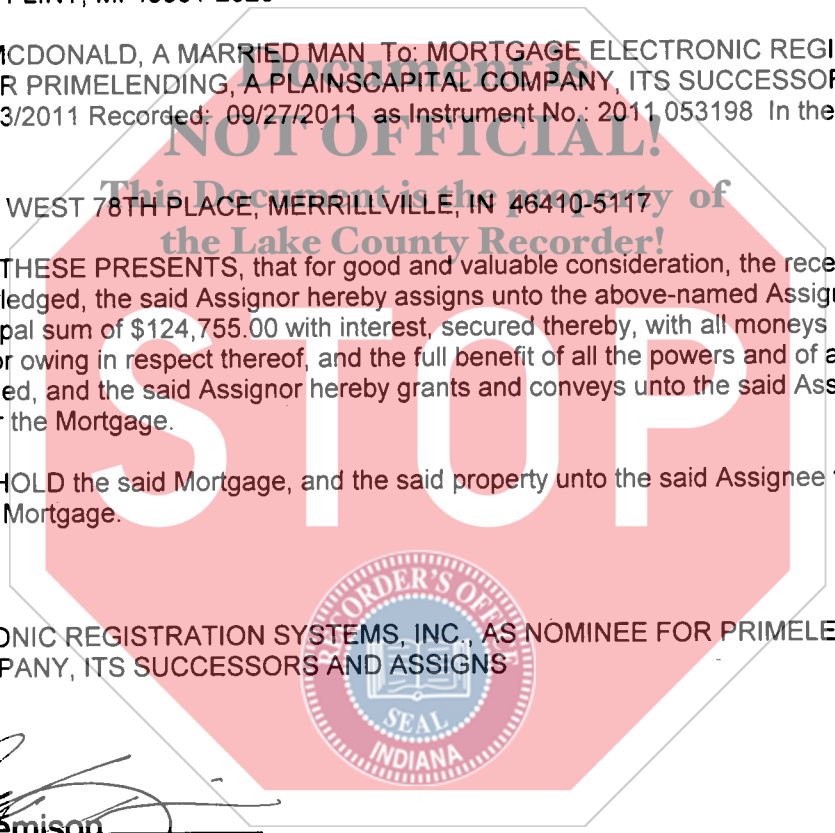 FLINT, MI
MCDONALD, A MARRIED MAN To: MORTGAGE ELECTRONIC REGI
R PRIMELENDING, A PLAINSCAPITAL COMPANY, ITS SUCCESSOR
3/2011 Recorded: 09/27/2011 as Instrument No.: 2011 053198 In the
Document is
NOT OFFICIAL!
This Document is the property of
the Lake County Recorder!
WEST 78TH PLACE, MERRILLVILLE, IN 46410-5117
THESE PRESENTS, that for good and valuable consideration, the rece
ledged, the said Assignor hereby assigns unto the above-named Assign
pal sum of $124,755.00 with interest, secured thereby, with all moneys
or owing in respect thereof, and the full benefit of all the powers and of a
ed, and the said Assignor hereby grants and conveys unto the said Ass
the Mortgage.
STOP
HOLD the said Mortgage, and the said property unto the said Assignee
Mortgage.
RECORDER'S OFFICE
SEAL
INDIANA
ONIC REGISTRATION SYSTEMS, INC., AS NOMINEE FOR PRIMELE
PANY, ITS SUCCESSORS AND ASSIGNS
emison